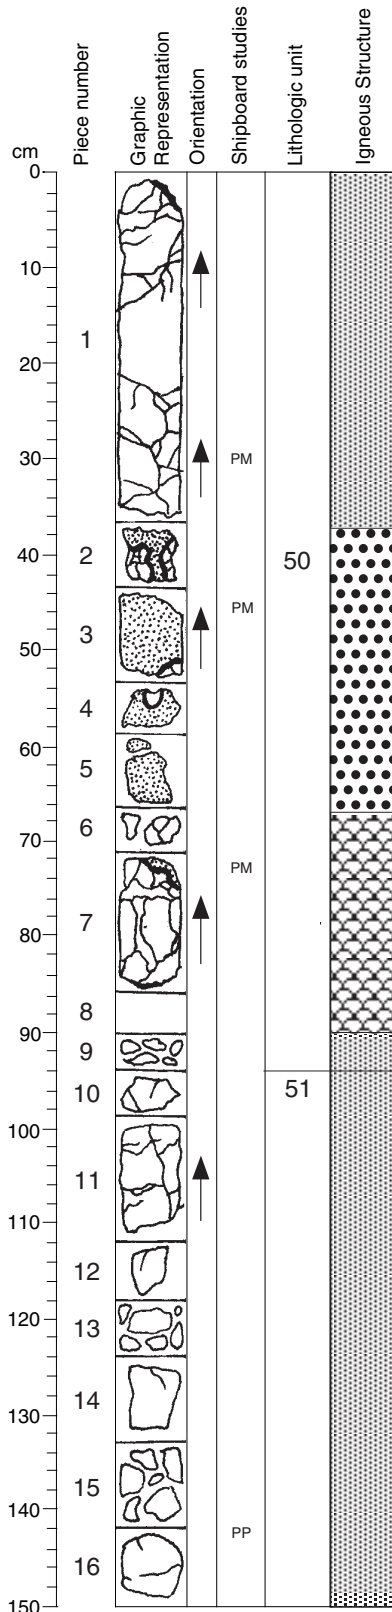 cm
Piece number
Graphic
Representation
Orientation
Shipboard studies
Lithologic unit
Igneous Structure
0
10
1
20
30
PM
40
2
50
PM
3
50
4
60
5
6
70
PM
7
80
8
90
9
10
51
100
11
110
12
120
13
14
130
15
140
PP
16
150